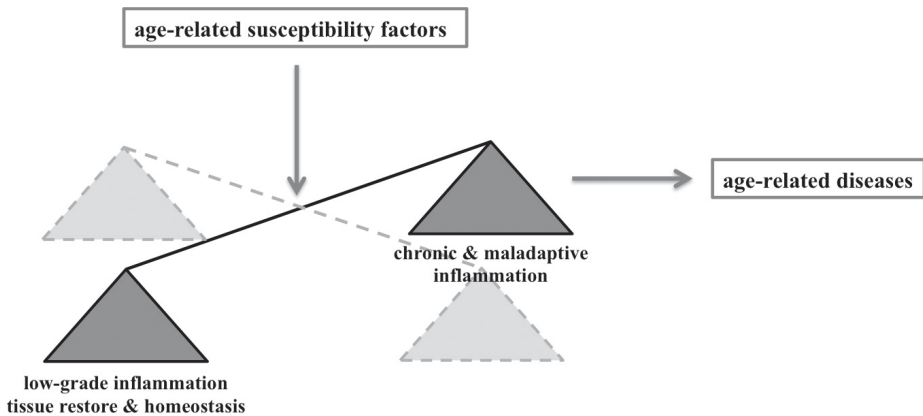 age-related susceptibility factors
age-related diseases
chronic & maladaptive
inflammation
low-grade inflammation
tissue restore & homeostasis